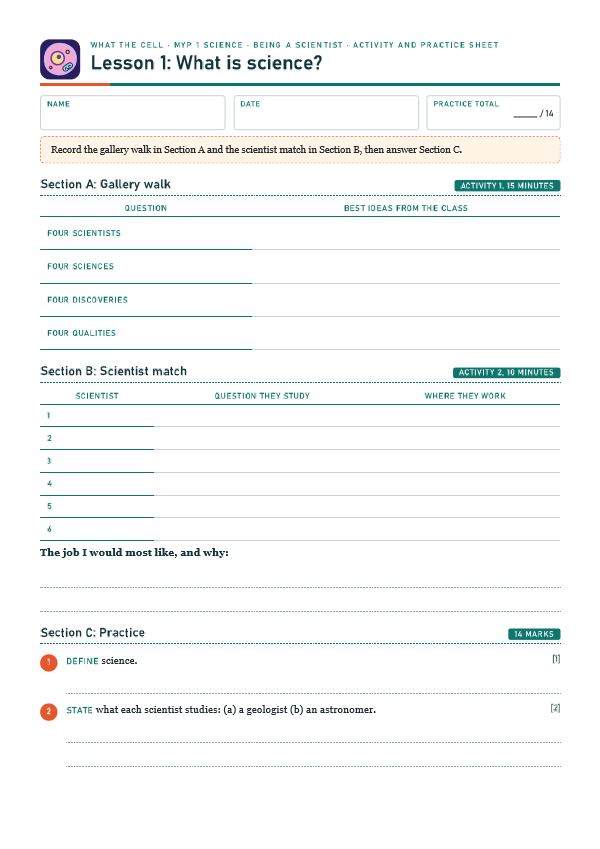 WHAT THE CELL · MYP 1 SCIENCE · BEING A SCIENTIST · ACTIVITY AND PRACTICE SHEET
Lesson 1: What is science?
NAME
DATE
PRACTICE TOTAL
_____ / 14
Record the gallery walk in Section A and the scientist match in Section B, then answer Section C.
Section A: Gallery walk
ACTIVITY 1, 15 MINUTES
QUESTION BEST IDEAS FROM THE CLASS
FOUR SCIENTISTS
FOUR SCIENCES
FOUR DISCOVERIES
FOUR QUALITIES
Section B: Scientist match
ACTIVITY 2, 10 MINUTES
SCIENTIST QUESTION THEY STUDY WHERE THEY WORK
1
2
3
4
5
6
The job I would most like, and why:
Section C: Practice
14 MARKS
1 DEFINE science. [1]
2 STATE what each scientist studies: (a) a geologist (b) an astronomer. [2]